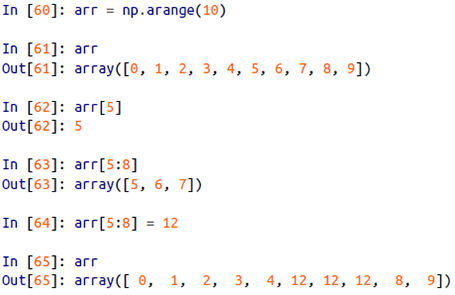 In [60]: arr = np.arange(10)
In [61]: arr
Out[61]: array([0, 1, 2, 3, 4, 5, 6, 7, 8, 9])
In [62]: arr[5]
Out[62]: 5
In [63]: arr[5:8]
Out[63]: array([5, 6, 7])
In [64]: arr[5:8] = 12
In [65]: arr
Out[65]: array([ 0,  1,  2,  3,  4, 12, 12, 12,  8,  9])